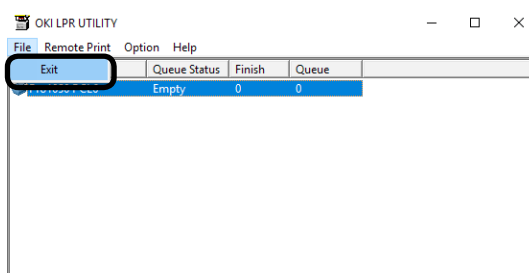 OKI LPR UTILITY
File Remote Print Option Help
Exit Queue Status Finish Queue
Empty 0 0